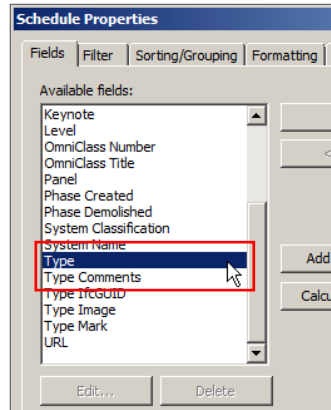 Schedule Properties
Fields Filter Sorting/Grouping Formatting
Available fields:
Keynote
Level
OmniClass Number
OmniClass Title
Panel
Phase Created
Phase Demolished
System Classification
System Name
Type
Add
Type Comments
Type IfcGUID
Calcu
Type Image
Type Mark
URL
Edit... Delete